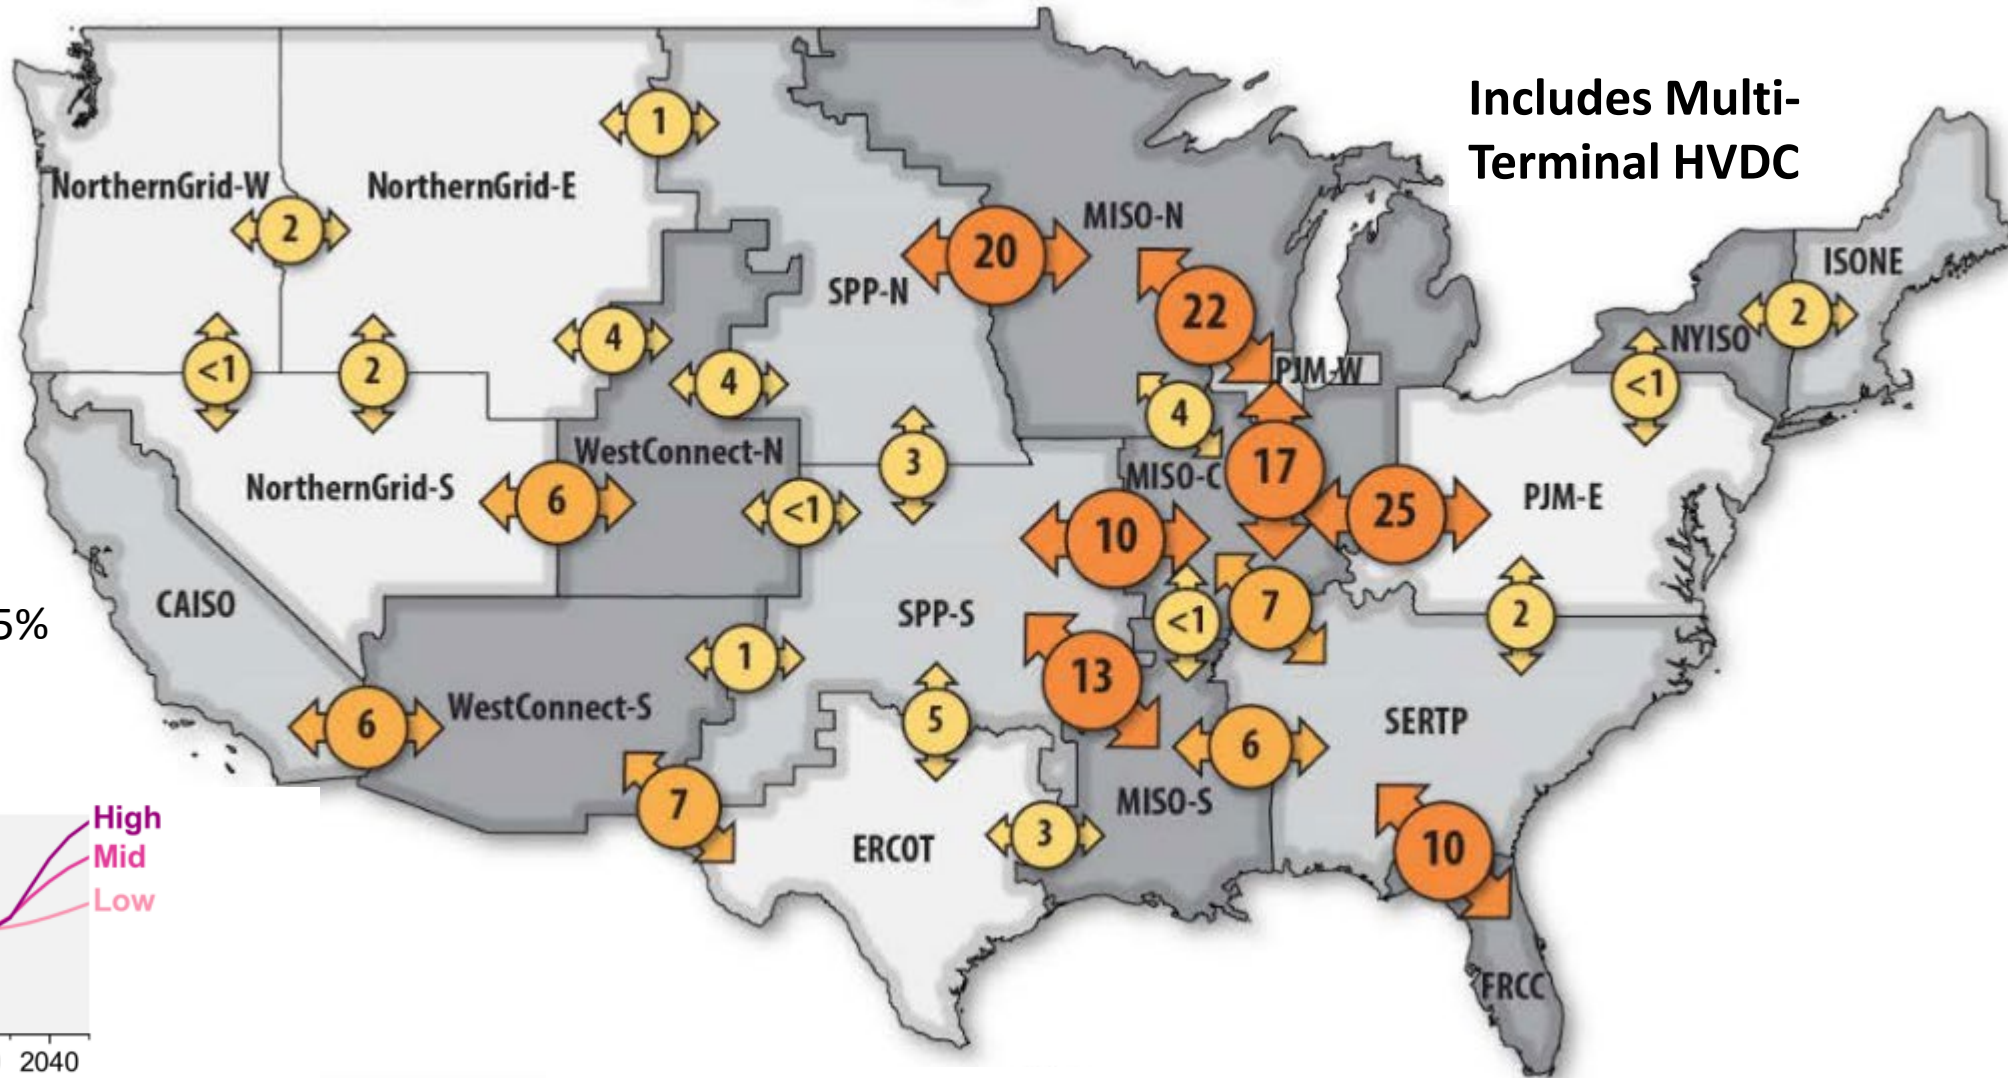 Includes Multi-
Terminal HVDC
1
NorthernGrid-W
NorthernGrid-E
2
MISO-N
20
SPP-N
ISONE
22
2
NYISO
4
<1
2
4
PJM-W
<1
4
WestConnect-N
3
MISO-C
17
NorthernGrid-S
6
<1
25
PJM-E
10
CAISO
SPP-S
7
<1
2
5%
1
13
WestConnect-S
6
5
6
SERTP
7
MISO-S
3
ERCOT
10
High
Mid
Low
FRCC
2040